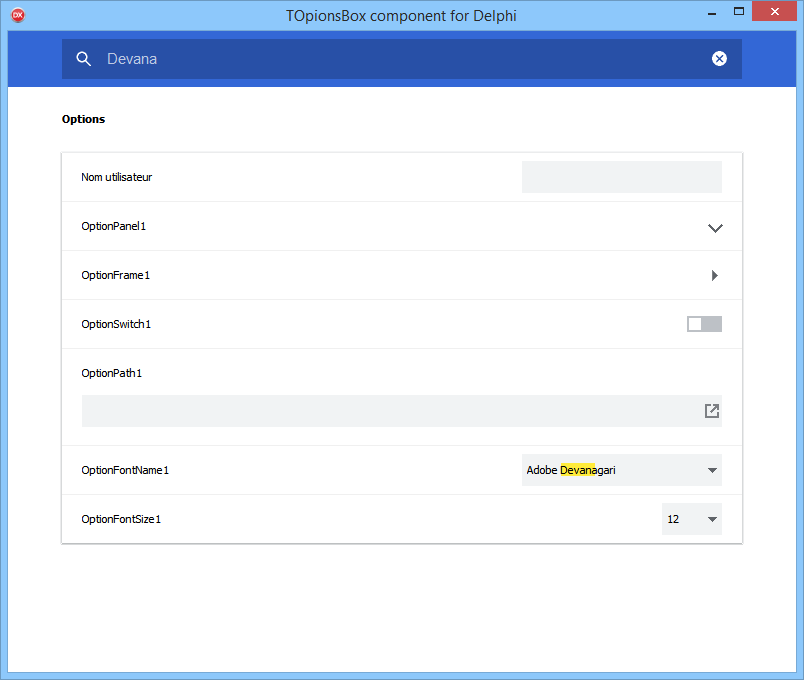 DX
TOpionsBox component for Delphi
Devana
Options
Nom utilisateur
OptionPanel1
OptionFrame1
OptionSwitch1
OptionPath1
OptionFontName1 Adobe Devanagari
OptionFontSize1 12